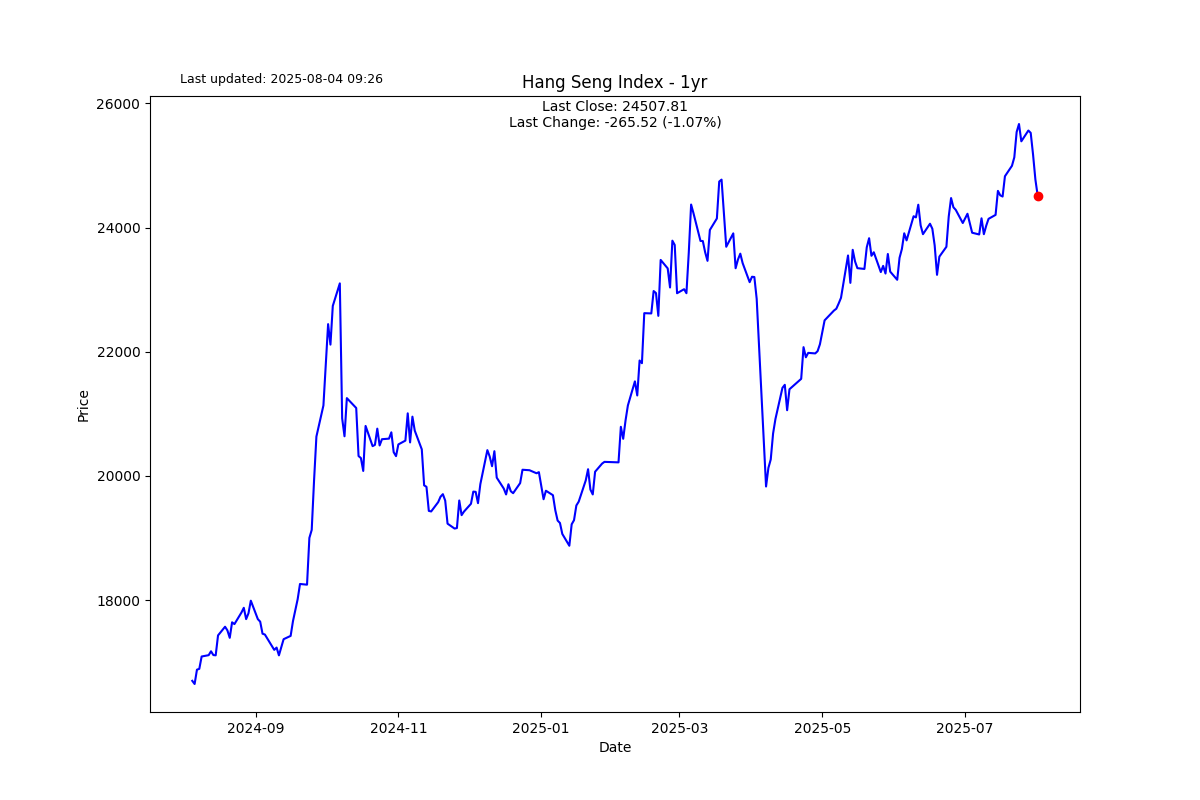 Last updated: 2025-08-04 09:26
Hang Seng Index - 1yr
Last Close: 24507.81
Last Change: -265.52 (-1.07%)
26000
24000
22000
20000
18000
Price
2024-09
2024-11
2025-01
2025-03
2025-05
2025-07
Date